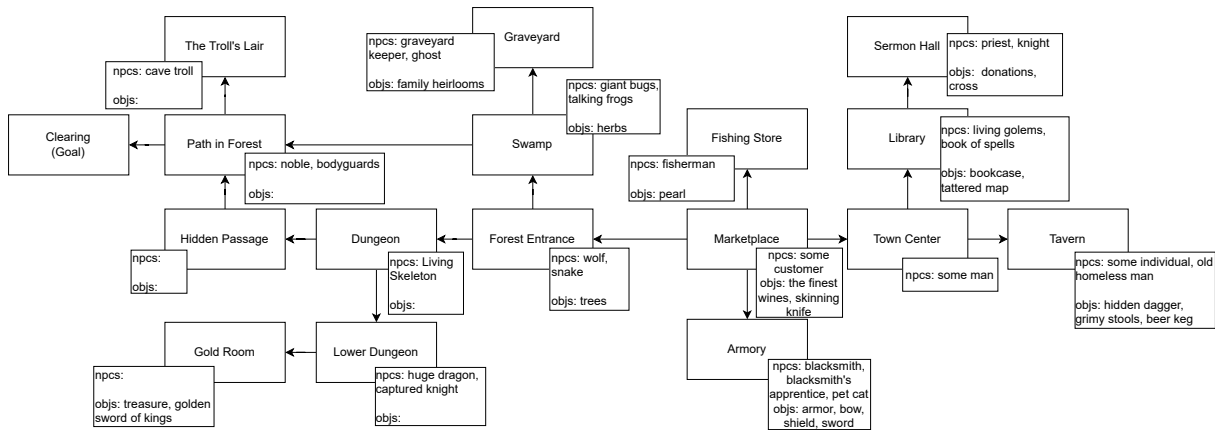 The Troll's Lair
npcs: cave troll
objs:
Graveyard
npcs: graveyard
keeper, ghost
objs: family heirlooms
Sermon Hall
npcs: priest, knight
objs:  donations,
cross
Clearing
(Goal)
Path in Forest
npcs: noble, bodyguards
objs:
Swamp
npcs: giant bugs,
talking frogs
objs: herbs
Fishing Store
npcs: fisherman
objs: pearl
Library
npcs: living golems,
book of spells
objs: bookcase,
tattered map
Hidden Passage
npcs:
objs:
Dungeon
npcs: Living
Skeleton
objs:
Forest Entrance
npcs: wolf,
snake
objs: trees
Marketplace
npcs: some
customer
objs: the finest
wines, skinning
knife
Town Center
npcs: some man
Tavern
npcs: some individual, old
homeless man
objs: hidden dagger,
grimy stools, beer keg
Gold Room
npcs:
objs: treasure, golden
sword of kings
Lower Dungeon
npcs: huge dragon,
captured knight
objs:
Armory
npcs: blacksmith,
blacksmith's
apprentice, pet cat
objs: armor, bow,
shield, sword